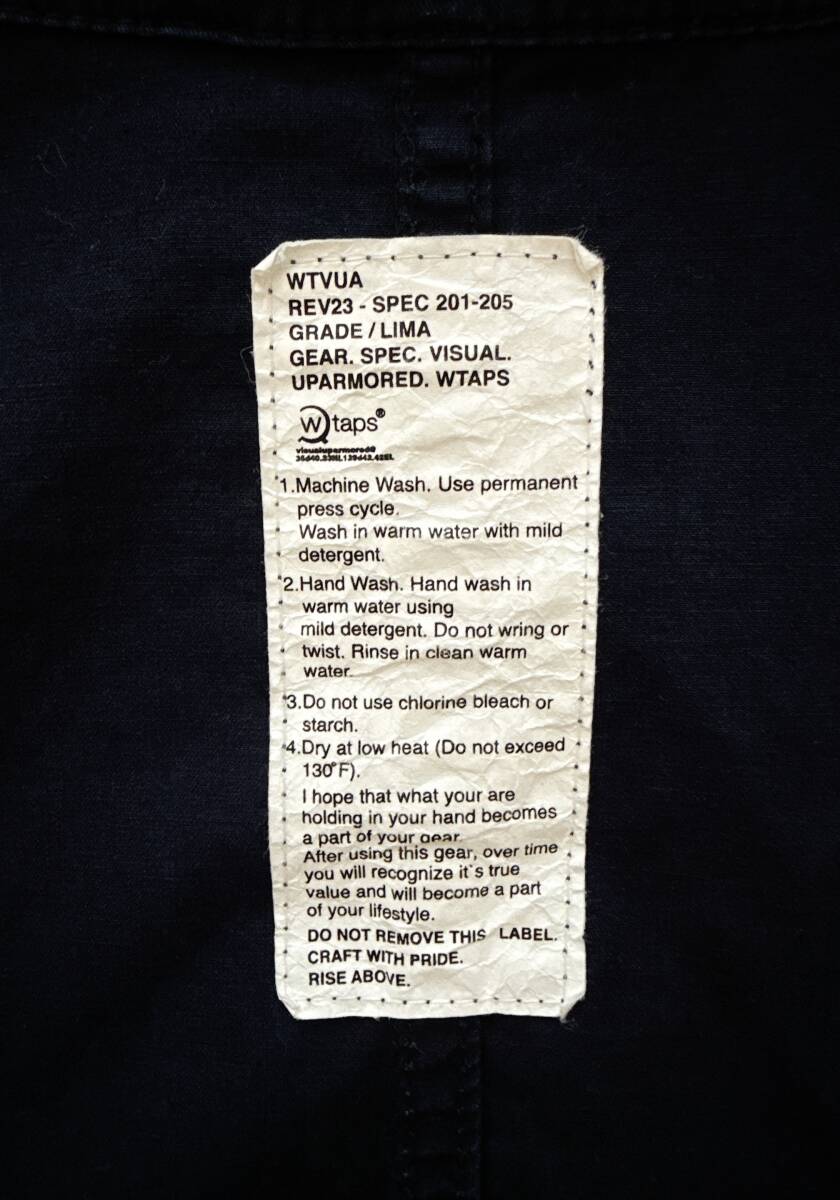 WTVUA
REV23 - SPEC 201-205
GRADE / LIMA
GEAR. SPEC. VISUAL.
UPARMORED. WTAPS
Wtaps®
visualuparmored®
1.Machine Wash. Use permanent
press cycle.
Wash in warm water with mild
detergent.
2.Hand Wash. Hand wash in
warm water using
mild detergent. Do not wring or
twist. Rinse in clean warm
water.
3.Do not use chlorine bleach or
starch.
4.Dry at low heat (Do not exceed
130°F).
I hope that what your are
holding in your hand becomes
a part of your gear.
After using this gear, over time
you will recognize it`s true
value and will become a part
of your lifestyle.
DO NOT REMOVE THIS LABEL.
CRAFT WITH PRIDE.
RISE ABOVE.